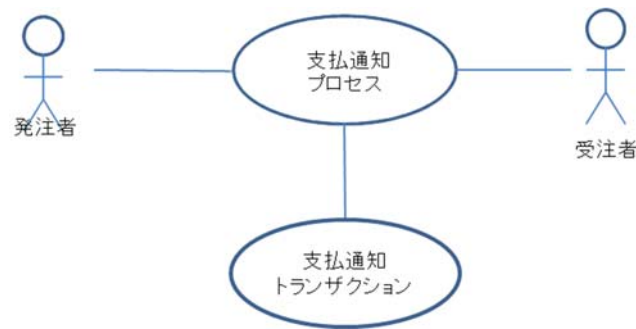 支払通知
プロセス
発注者
受注者
支払通知
トランザクション